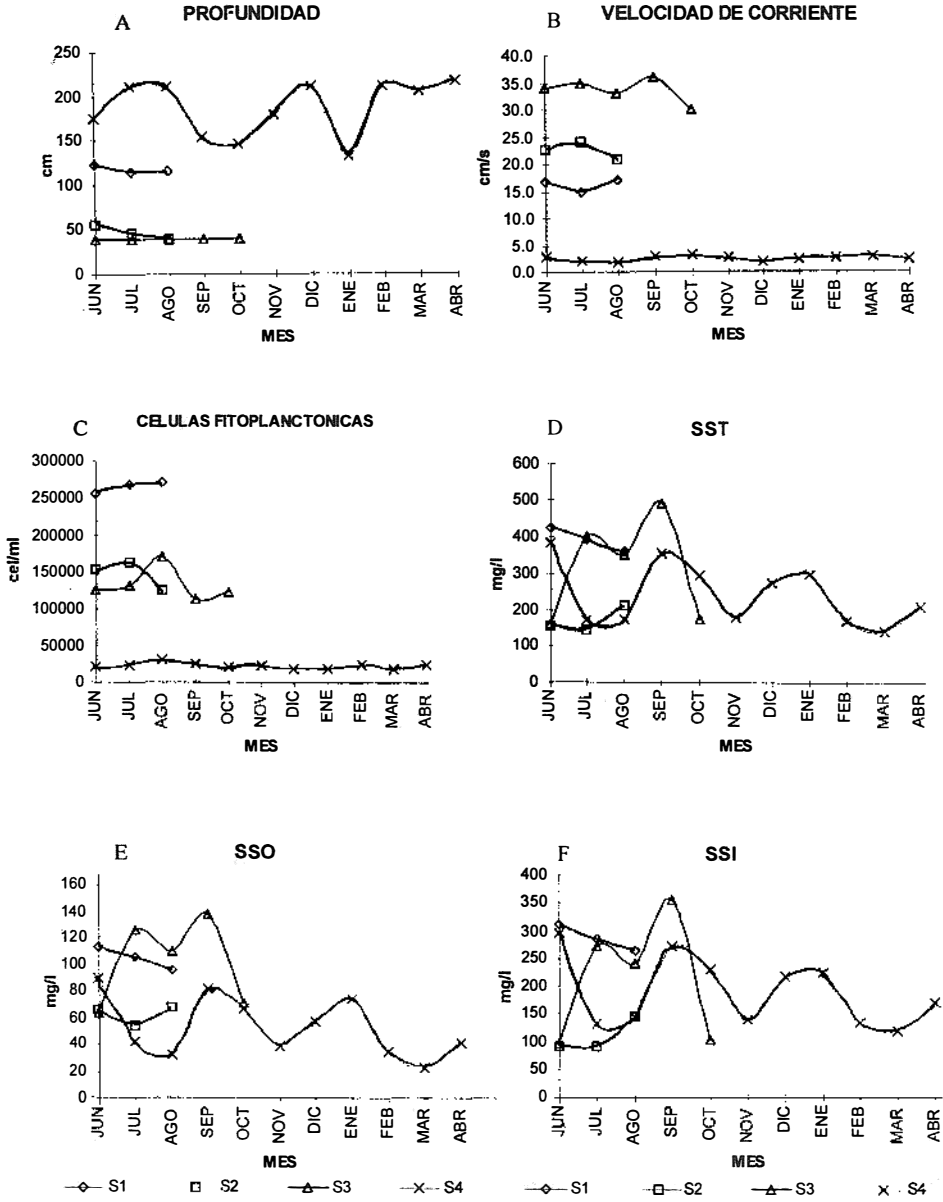 A PROFUNDIDAD
250
200
150
100
50
0
cm
JUN JUL AGO SEP OCT NOV DIC ENE FEB MAR ABR
MES
B VELOCIDAD DE CORRIENTE
40.0
35.0
30.0
25.0
20.0
15.0
10.0
5.0
0.0
cm/s
JUN JUL AGO SEP OCT NOV DIC ENE FEB MAR ABR
MES
C CELULAS FITOPLANCTONICAS
300000
250000
200000
150000
100000
50000
0
cel/ml
JUN JUL AGO SEP OCT NOV DIC ENE FEB MAR ABR
MES
D SST
600
500
400
300
200
100
0
mg/l
JUN JUL AGO SEP OCT NOV DIC ENE FEB MAR ABR
MES
E SSO
160
140
120
100
80
60
40
20
0
mg/l
JUN JUL AGO SEP OCT NOV DIC ENE FEB MAR ABR
MES
F SSI
400
350
300
250
200
150
100
50
0
mg/l
JUN JUL AGO SEP OCT NOV DIC ENE FEB MAR ABR
MES
S1 S2 S3 S4
S1 S2 S3 S4